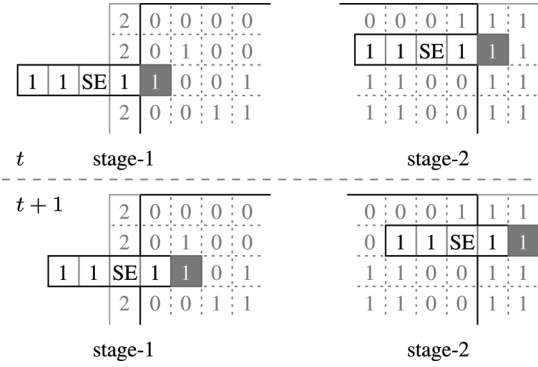 2 0 0 0 0 0 0 0 1 1 1
2 0 1 0 0 1 1 SE 1 1 1
1 1 SE 1 1 0 0 1 1 1 0 0 1 1
2 0 0 1 1 1 1 0 0 1 1
t stage-1 stage-2
t + 1
2 0 0 0 0 0 0 0 1 1 1
2 0 1 0 0 0 1 1 SE 1 1
1 1 SE 1 1 0 1 1 1 0 0 1 1
2 0 0 1 1 1 1 0 0 1 1
stage-1 stage-2